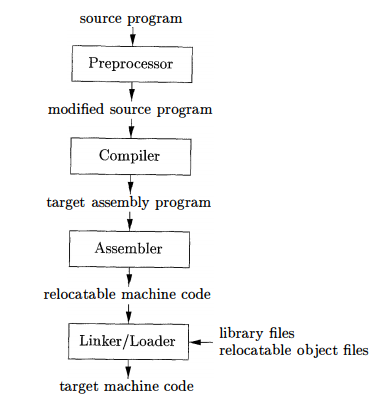 source program
Preprocessor
modified source program
Compiler
target assembly program
Assembler
relocatable machine code
Linker/Loader
library files
relocatable object files
target machine code